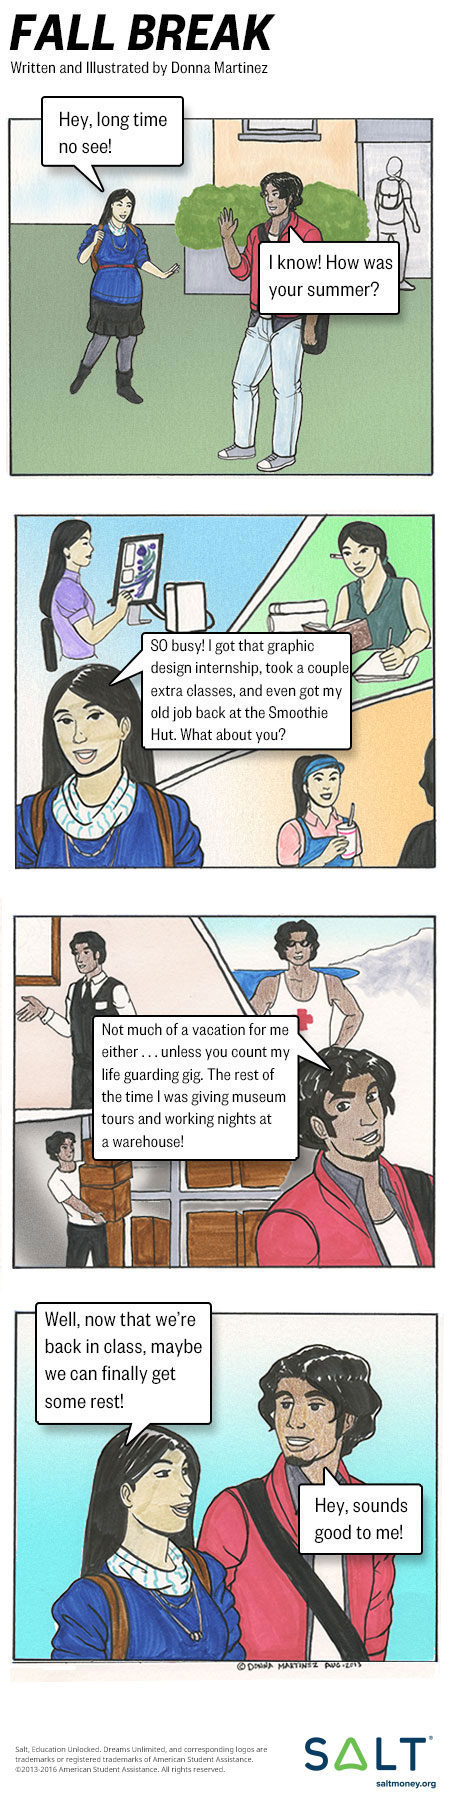 FALL BREAK
Written and Illustrated by Donna Martinez
Hey, long time
no see!
I know! How was
your summer?
SO busy! I got that graphic
design internship, took a couple
extra classes, and even got my
old job back at the Smoothie
Hut. What about you?
Not much of a vacation for me
either . . . unless you count my
life guarding gig. The rest of
the time I was giving museum
tours and working nights at
a warehouse!
Well, now that we're
back in class, maybe
we can finally get
some rest!
Hey, sounds
good to me!
© DONNA MARTINEZ AUG. 2013
Salt, Education Unlocked. Dreams Unlimited, and corresponding logos are
trademarks or registered trademarks of American Student Assistance.
©2013-2016 American Student Assistance. All rights reserved.
SALT®
saltmoney.org